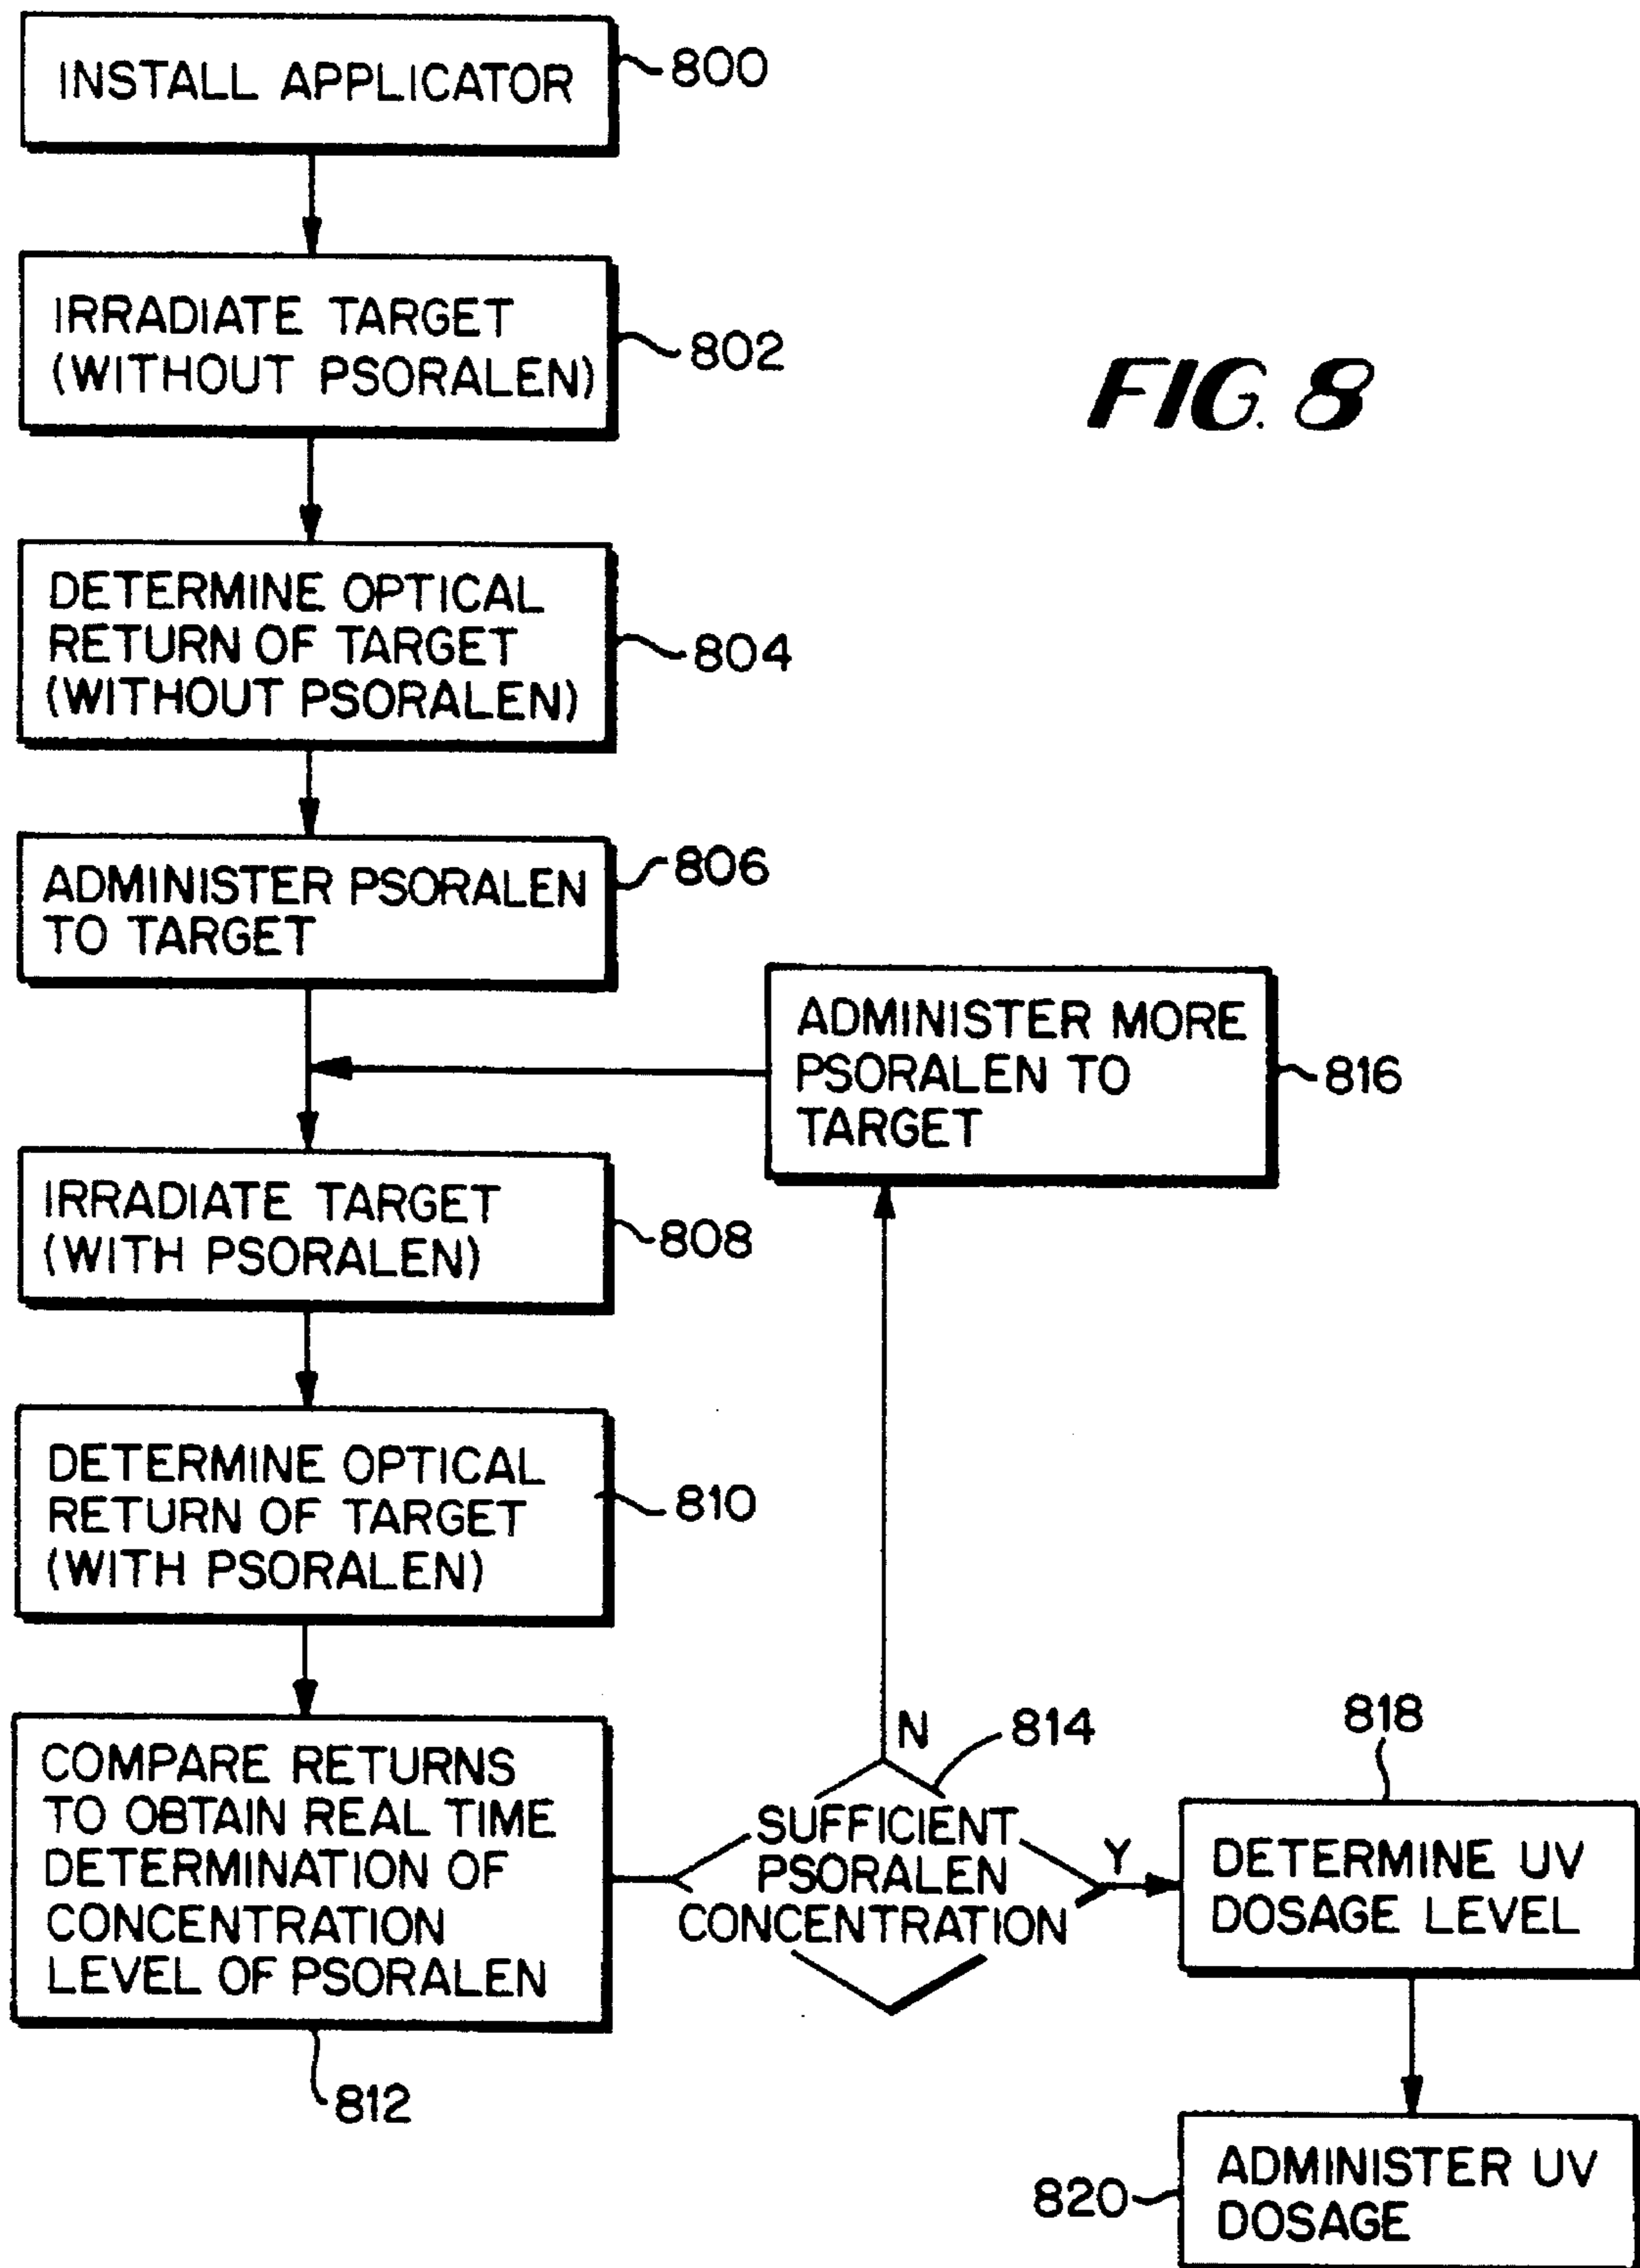 INSTALL APPLICATOR
800
IRRADIATE TARGET
(WITHOUT PSORALEN)
802
FIG. 8
DETERMINE OPTICAL
RETURN OF TARGET
(WITHOUT PSORALEN)
804
ADMINISTER PSORALEN
TO TARGET
806
ADMINISTER MORE
PSORALEN TO
TARGET
816
IRRADIATE TARGET
(WITH PSORALEN)
808
DETERMINE OPTICAL
RETURN OF TARGET
(WITH PSORALEN)
810
COMPARE RETURNS
TO OBTAIN REAL TIME
DETERMINATION OF
CONCENTRATION
LEVEL OF PSORALEN
812
N
814
SUFFICIENT
PSORALEN
CONCENTRATION
Y
818
DETERMINE UV
DOSAGE LEVEL
820
ADMINISTER UV
DOSAGE